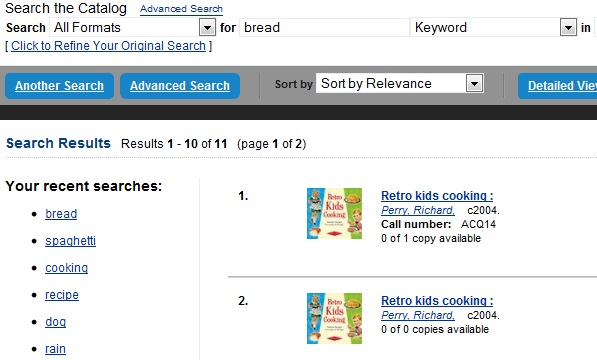 Search the Catalog Advanced Search
Search All Formats for bread Keyword in
[ Click to Refine Your Original Search ]
Another Search Advanced Search Sort by Sort by Relevance Detailed View
Search Results Results 1 - 10 of 11 (page 1 of 2)
Your recent searches:
bread
spaghetti
cooking
recipe
dog
rain
1.
Retro Kids Cooking
Retro kids cooking :
Perry, Richard, c2004.
Call number: ACQ14
0 of 1 copy available
2.
Retro Kids Cooking
Retro kids cooking :
Perry, Richard, c2004.
0 of 0 copies available